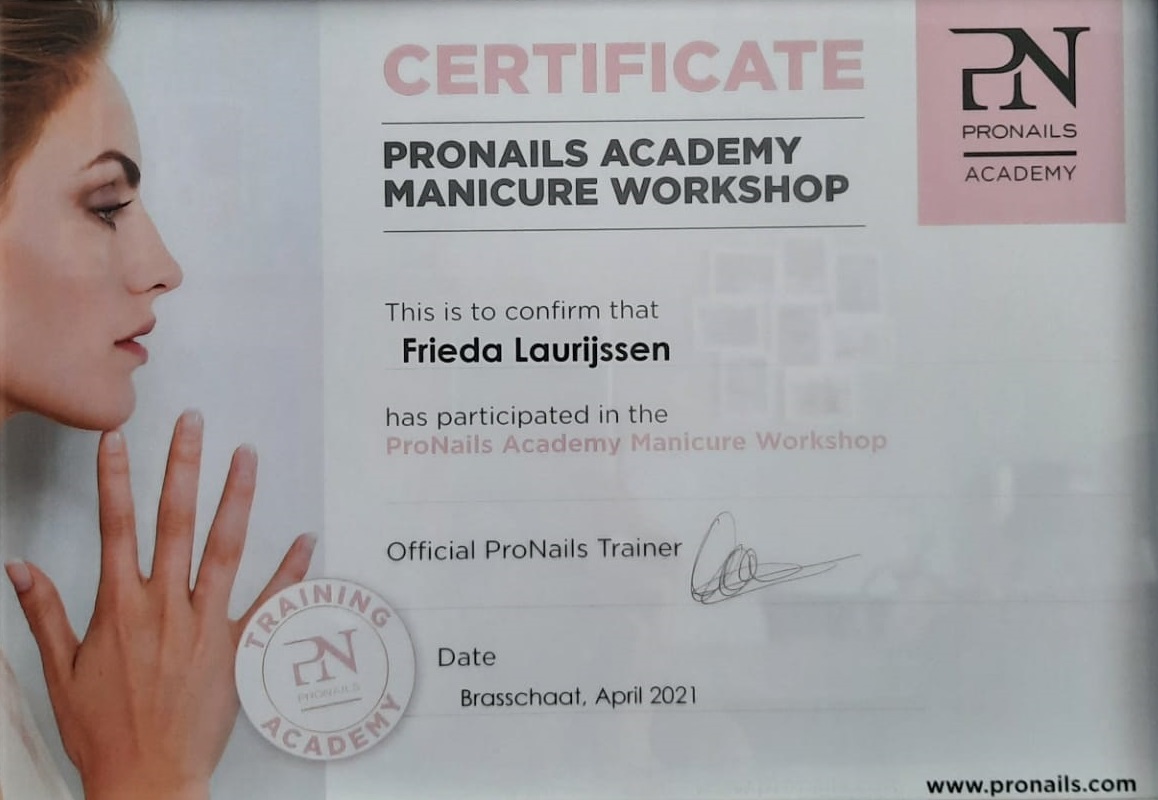 CERTIFICATE
PRONAILS ACADEMY
MANICURE WORKSHOP
PN
PRONAILS
ACADEMY
This is to confirm that
Frieda Laurijssen
has participated in the
ProNails Academy Manicure Workshop
Official ProNails Trainer
Date
Brasschaat, April 2021
TRAINING
PN
PRONAILS
ACADEMY
www.pronails.com